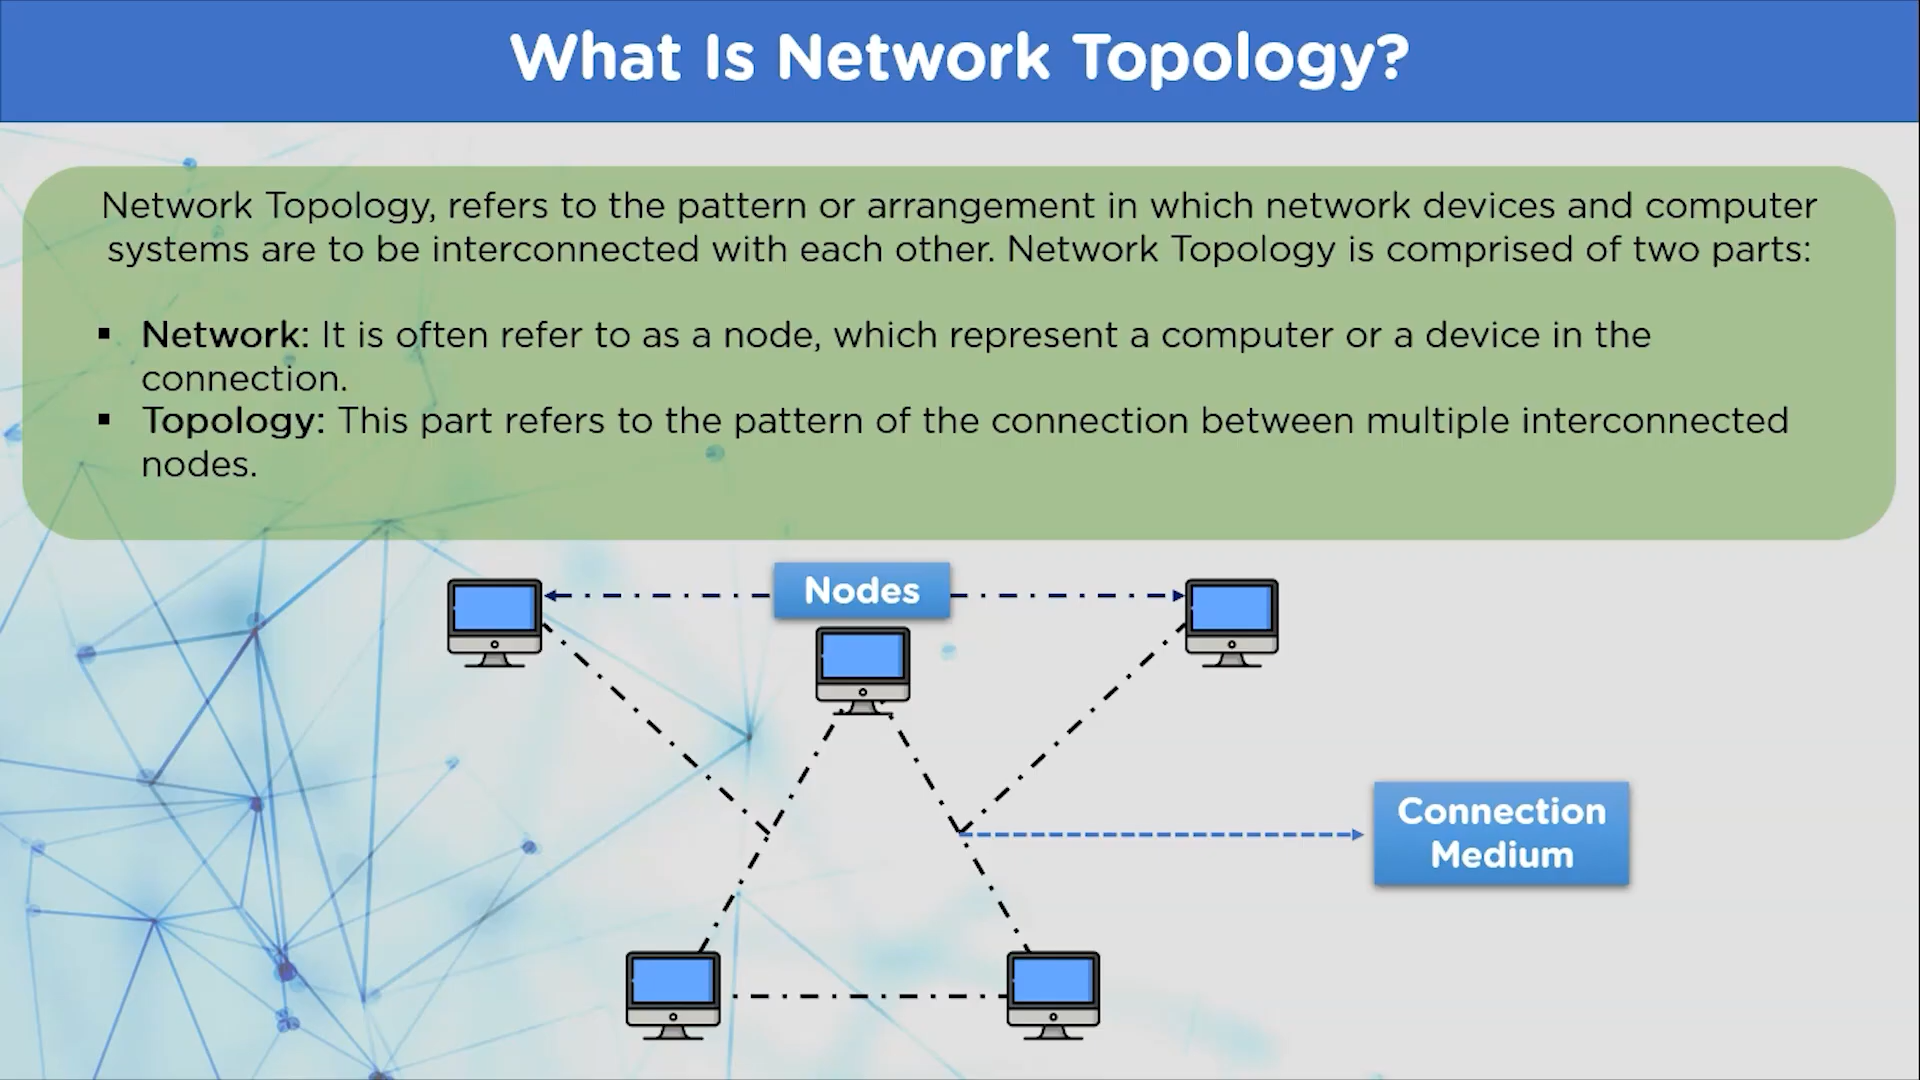 What Is Network Topology?
Network Topology, refers to the pattern or arrangement in which network devices and computer
systems are to be interconnected with each other. Network Topology is comprised of two parts:
▪ Network: It is often refer to as a node, which represent a computer or a device in the
connection.
▪ Topology: This part refers to the pattern of the connection between multiple interconnected
nodes.
Nodes
Connection
Medium